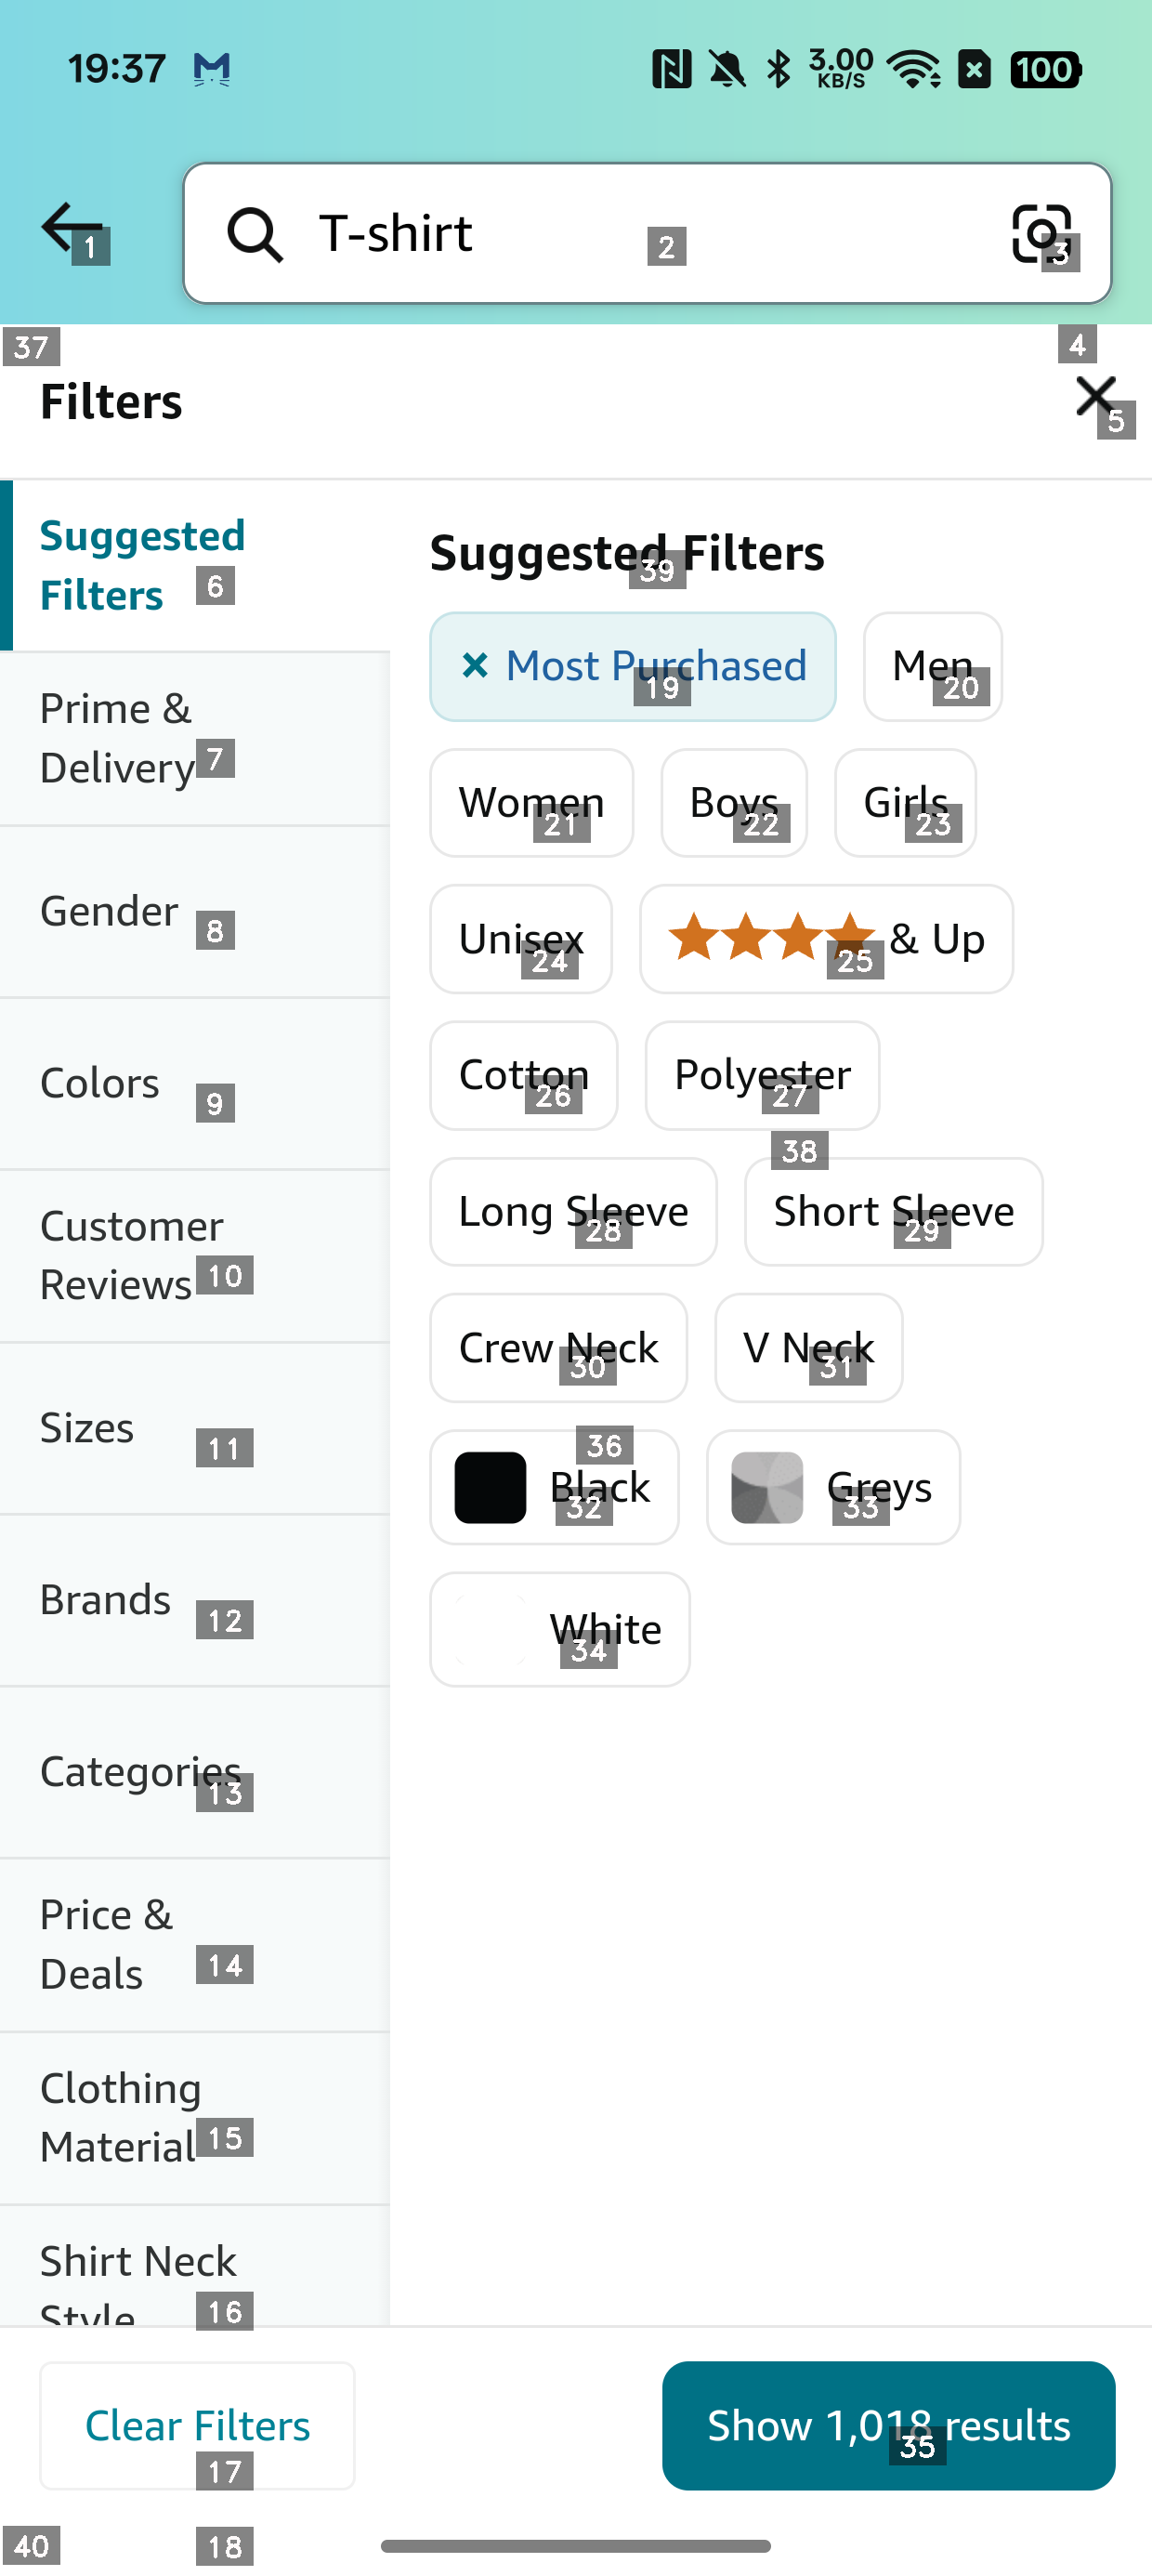 19:37
3.00
KB/S
100
T-shirt
1
2
3
37
4
Filters
5
Suggested
Filters
6
Suggested Filters
39
Most Purchased
19
Men
20
Prime &
Delivery
7
Women
21
Boys
22
Girls
23
Gender
8
Unisex
24
& Up
25
Colors
9
Cotton
26
Polyester
27
38
Customer
Reviews
10
Long Sleeve
28
Short Sleeve
29
Crew Neck
30
V Neck
31
Sizes
11
36
Black
32
Greys
33
Brands
12
White
34
Categories
13
Price &
Deals
14
Clothing
Material
15
Shirt Neck
Style
16
Clear Filters
17
Show 1,018 results
35
40
18